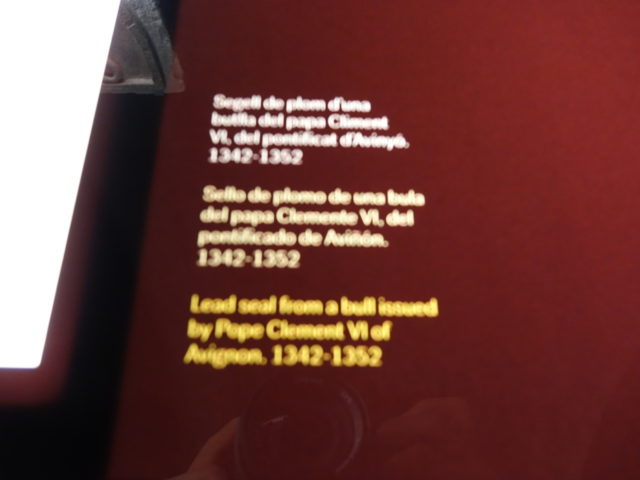 Segell de plom d'una
butlla del papa Climent
VI, del pontificat d'Avinyó.
1342-1352
Sello de plomo de una bula
del papa Clemente VI, del
pontificado de Aviñón.
1342-1352
Lead seal from a bull issued
by Pope Clement VI of
Avignon. 1342-1352